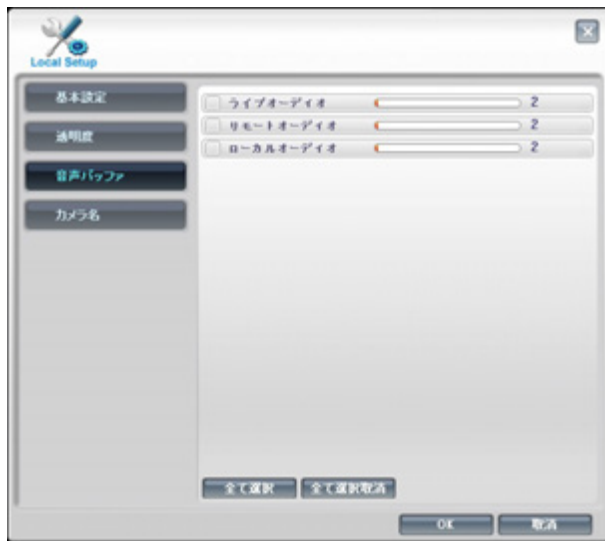 Local Setup
基本設定
透明度
音声バッファ
カメラ名
ライブオーディオ 2
リモートオーディオ 2
ローカルオーディオ 2
全て選択 全て選択取消
OK 取消